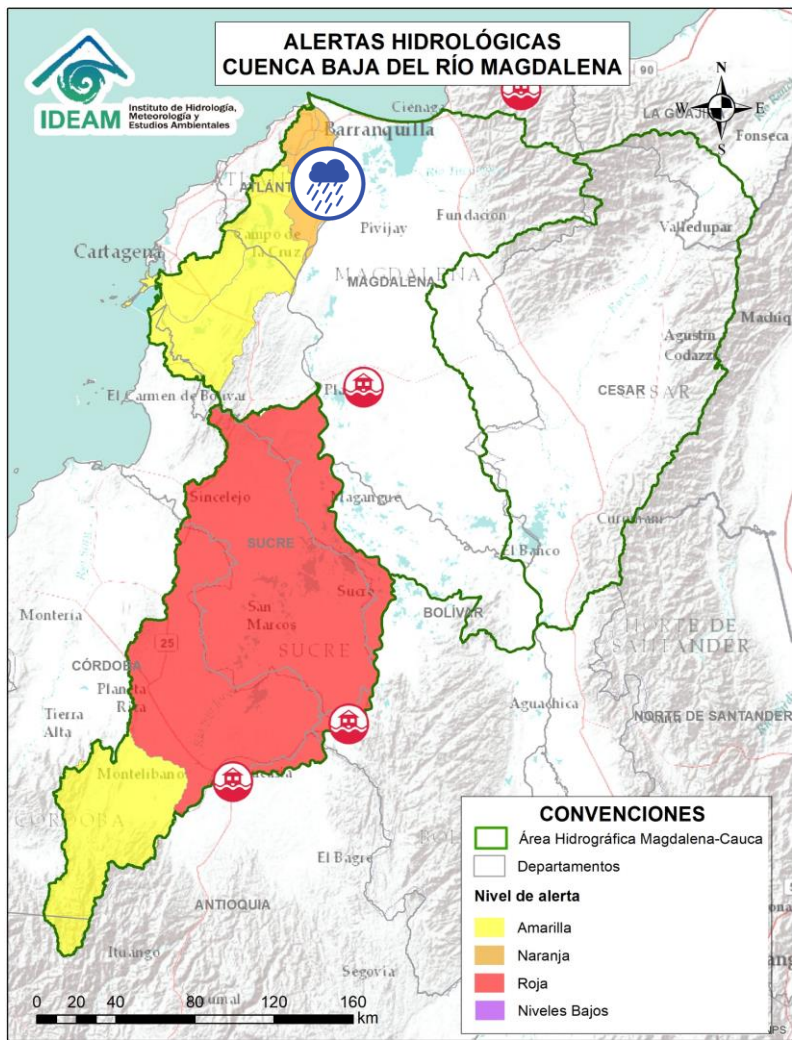 ALERTAS HIDROLÓGICAS
CUENCA BAJA DEL RÍO MAGDALENA
IDEAM
Instituto de Hidrología,
Meteorología y
Estudios Ambientales
N
W
E
S
90
Ciénaga
LA GUAJIRA
Fonseca
Barranquilla
Pivijay
Fundación
Valledupar
Campo de
la Cruz
Cartagena
MAGDALENA
MAGDALENA
Agustín
Codazzi
El Carmen de Bolívar
CESAR
CESAR
Sincelejo
Magangué
Curumaní
SUCRE
El Banco
Sucre
BOLÍVAR
Montería
San
Marcos
SUCRE
NORTE DE
SANTANDER
25
CÓRDOBA
Planeta
Rica
Aguachica
Tierra
Alta
NORTE DE SANTANDER
Montelíbano
CÓRDOBA
El Bagre
ANTIOQUIA
Ituango
Segovia
CONVENCIONES
Área Hidrográfica Magdalena-Cauca
Departamentos
Nivel de alerta
Amarilla
Naranja
Roja
Niveles Bajos
0 20 40 80 120 160
km